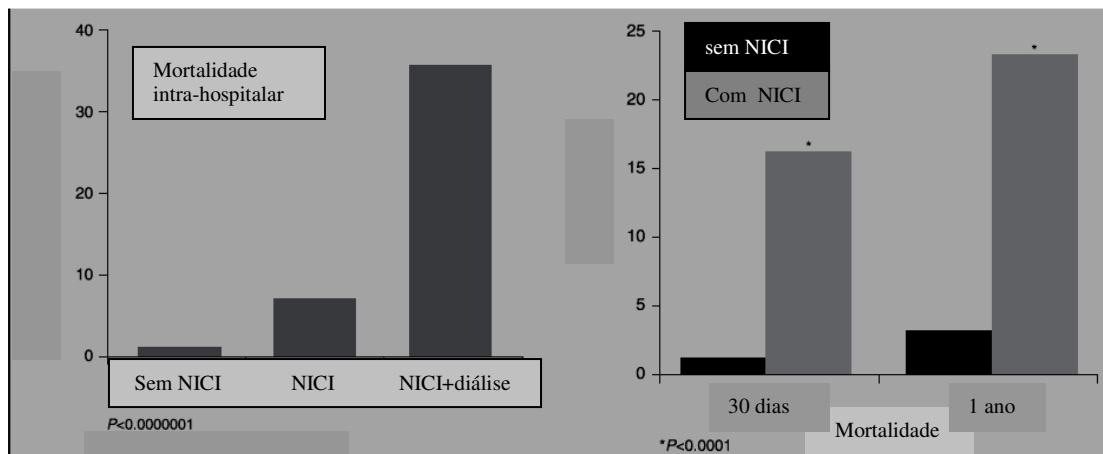 40
30
20
10
0
Mortalidade
intra-hospitalar
Sem NICI
NICI
NICI+diálise
P<0.0000001
25
20
15
10
5
0
sem NICI
Com NICI
*
*
30 dias
1 ano
Mortalidade
*P<0.0001